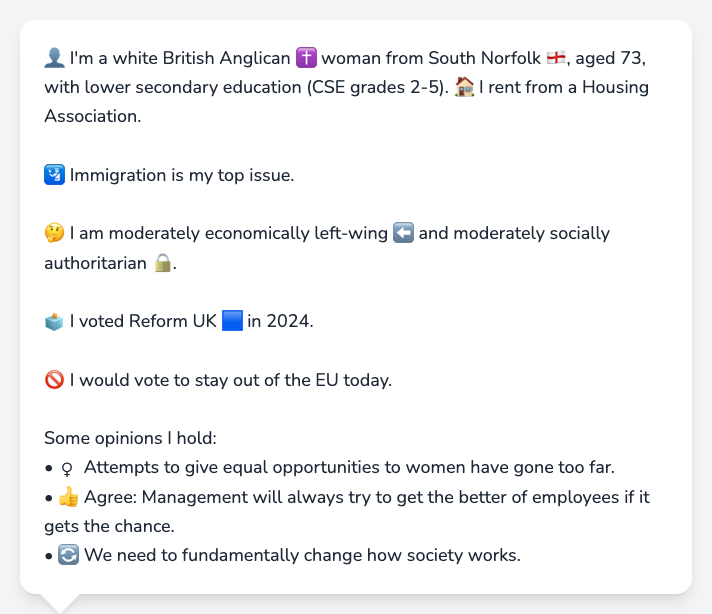 👤 I'm a white British Anglican ✝️ woman from South Norfolk 🏴󠁧󠁢󠁥󠁮󠁧󠁿, aged 73,
with lower secondary education (CSE grades 2-5). 🏠 I rent from a Housing
Association.
🛂 Immigration is my top issue.
🤔 I am moderately economically left-wing ⬅️ and moderately socially
authoritarian 🔒.
🗳️ I voted Reform UK 🟦 in 2024.
🚫 I would vote to stay out of the EU today.
Some opinions I hold:
• ♀ Attempts to give equal opportunities to women have gone too far.
• 👍 Agree: Management will always try to get the better of employees if it
gets the chance.
• 🔄 We need to fundamentally change how society works.